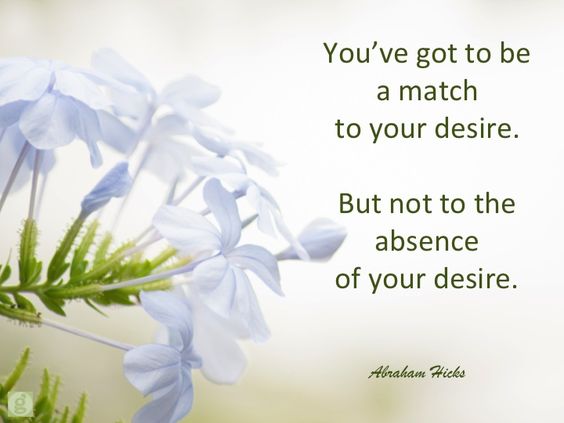 You’ve got to be
a match
to your desire.
But not to the
absence
of your desire.
Abraham Hicks
g